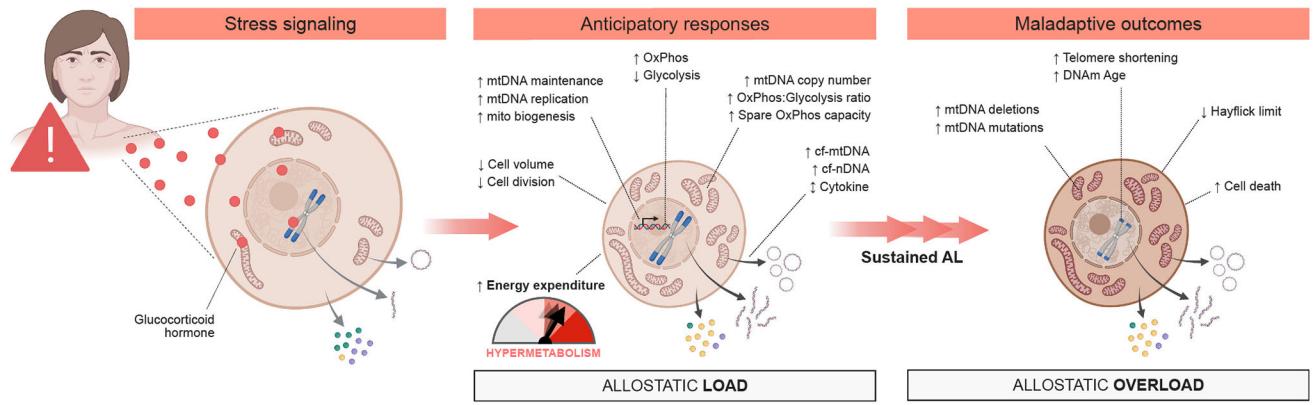 Stress signaling
!
Glucocorticoid
hormone
Anticipatory responses
↑ OxPhos
↓ Glycolysis
↑ mtDNA maintenance
↑ mtDNA replication
↑ mito biogenesis
↑ mtDNA copy number
↑ OxPhos:Glycolysis ratio
↑ Spare OxPhos capacity
↓ Cell volume
↓ Cell division
↑ cf-mtDNA
↑ cf-nDNA
↕ Cytokine
↑ Energy expenditure
HYPERMETABOLISM
ALLOSTATIC LOAD
Sustained AL
Maladaptive outcomes
↑ Telomere shortening
↑ DNAm Age
↑ mtDNA deletions
↑ mtDNA mutations
↓ Hayflick limit
↑ Cell death
ALLOSTATIC OVERLOAD